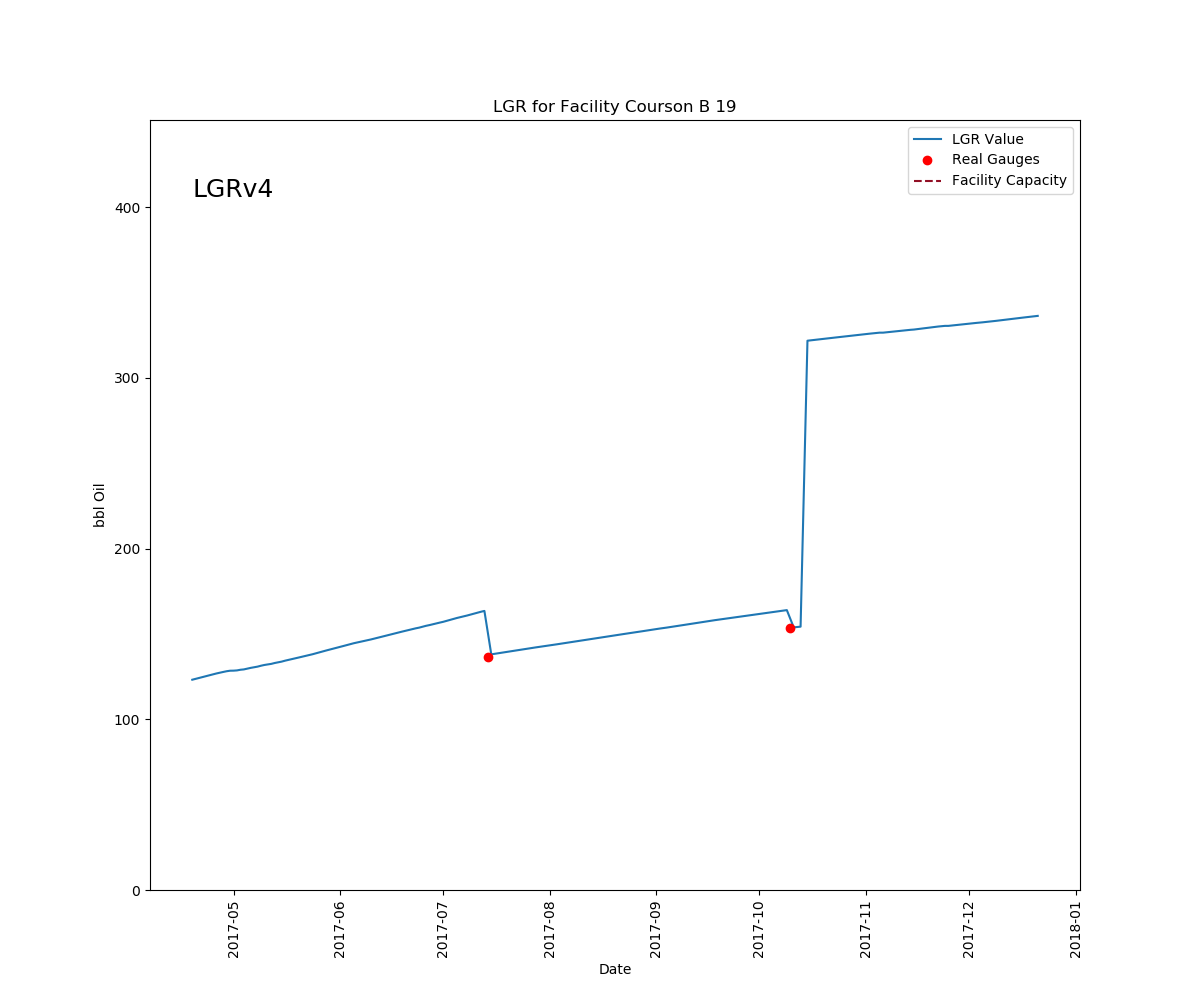 LGR for Facility Courson B 19
LGR Value
Real Gauges
Facility Capacity
LGRv4
400
300
200
100
0
bbl Oil
2017-05
2017-06
2017-07
2017-08
2017-09
2017-10
2017-11
2017-12
2018-01
Date